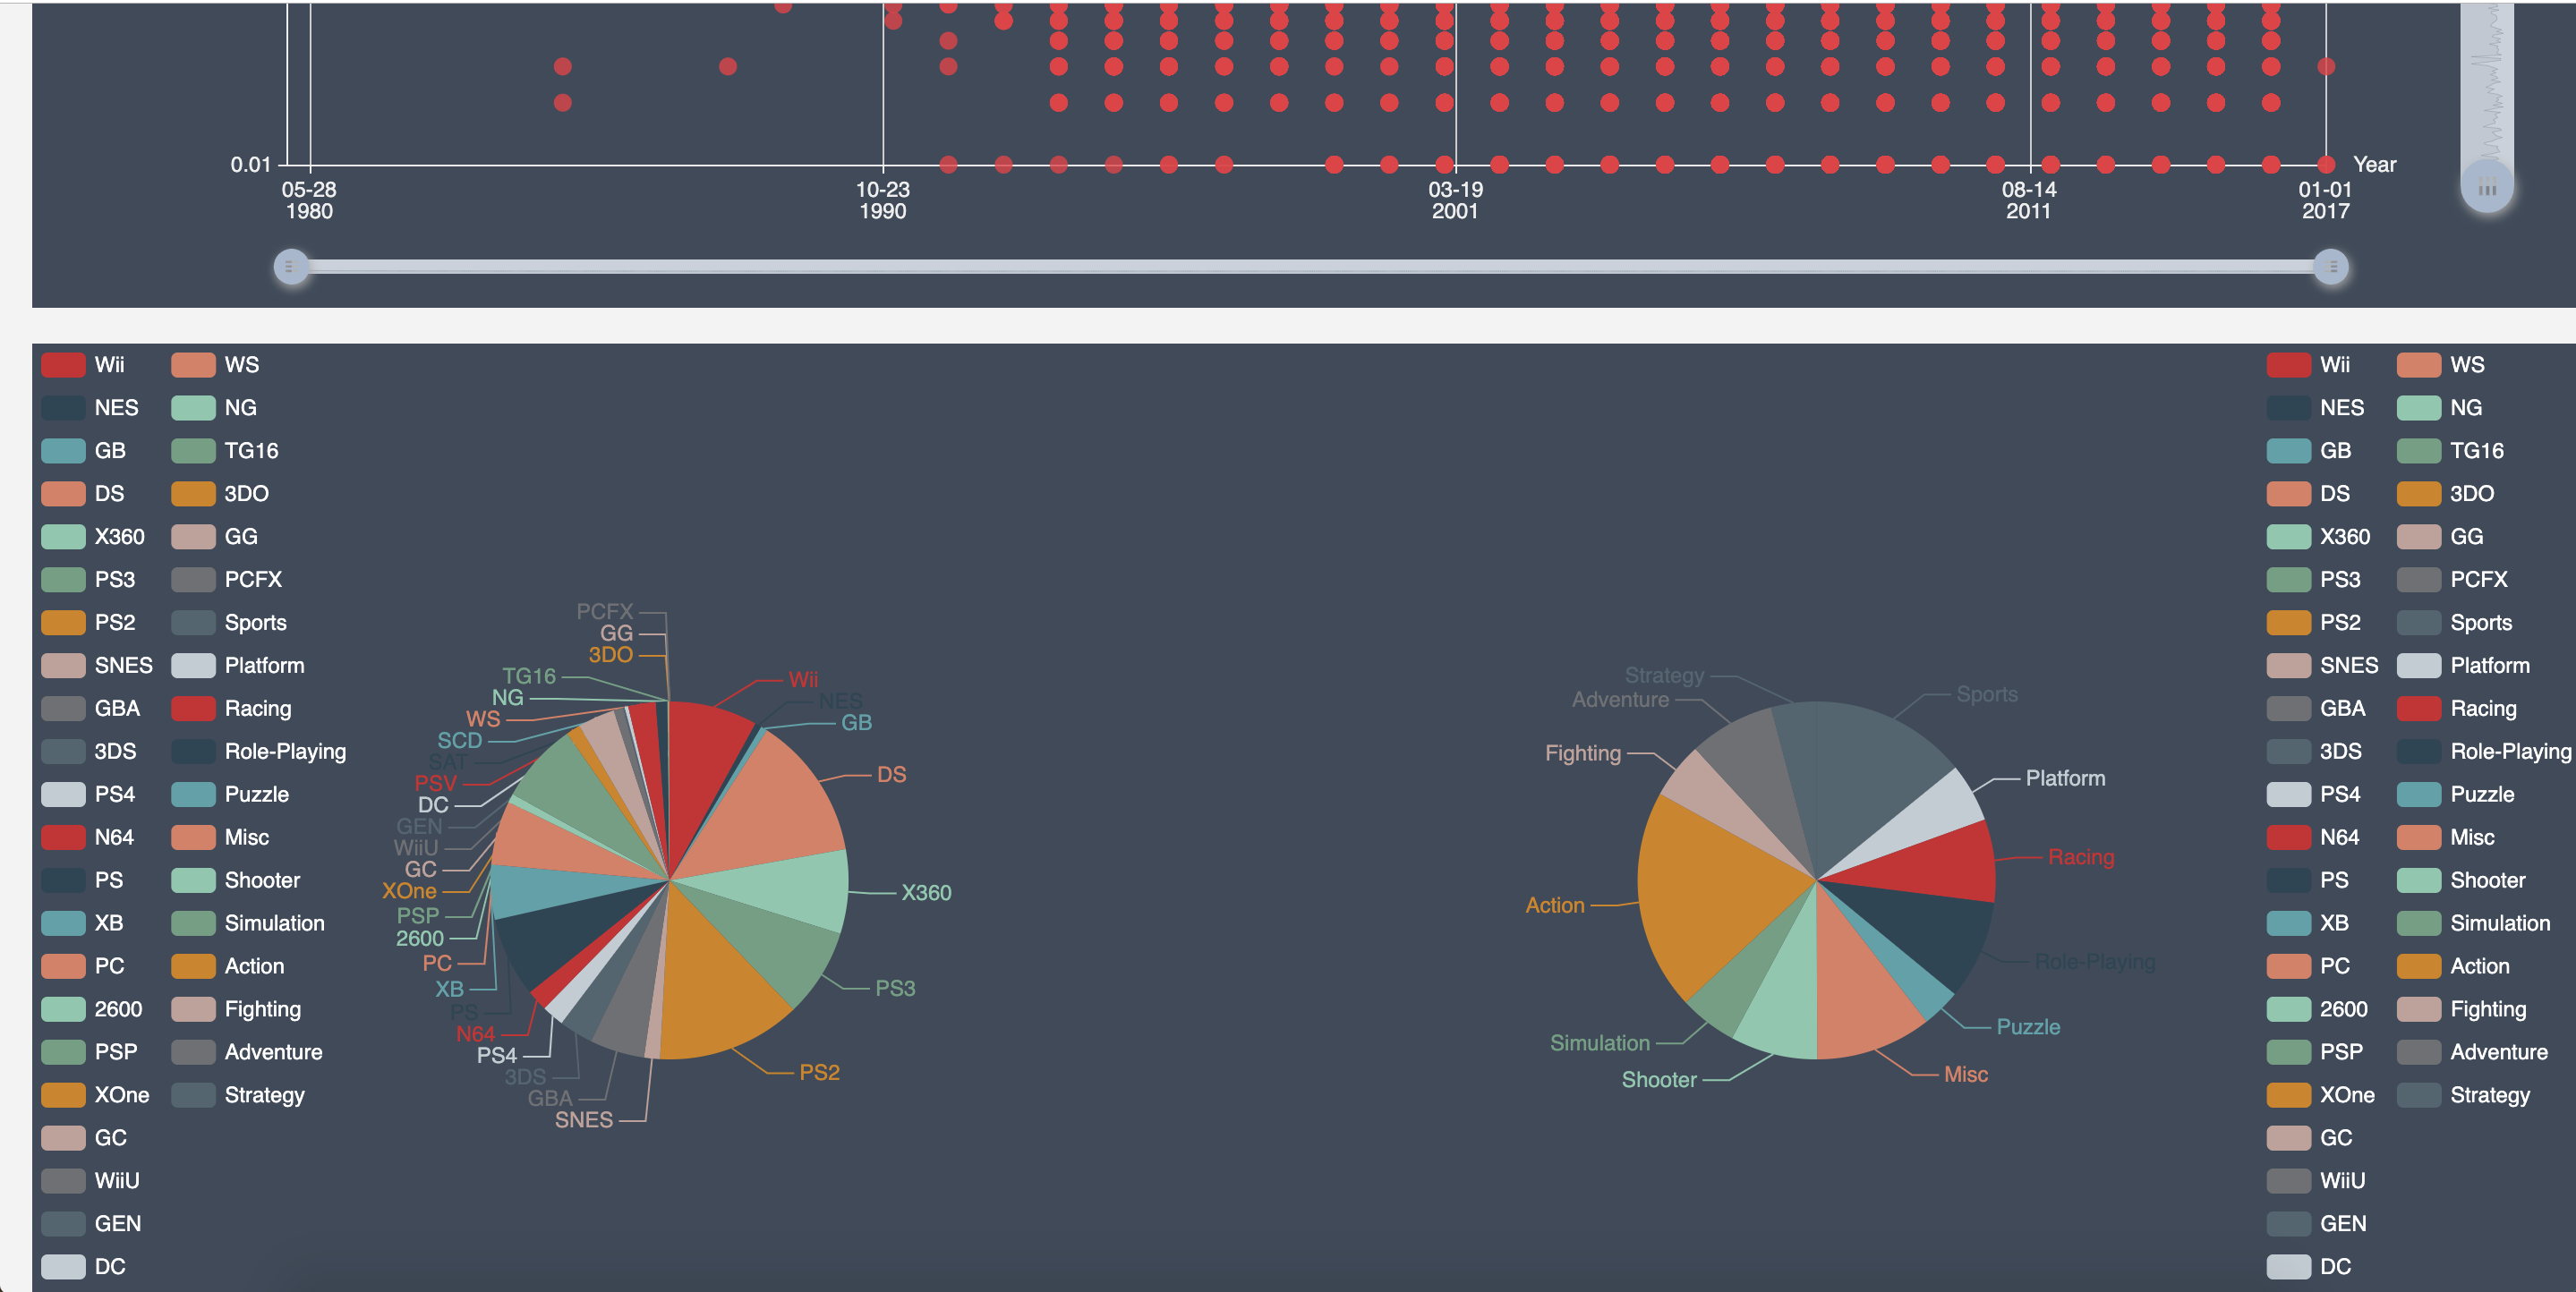 0.01
Year
05-28
1980
10-23
1990
03-19
2001
08-14
2011
01-01
2017
Wii WS
NES NG
GB TG16
DS 3DO
X360 GG
PS3 PCFX
PS2 Sports
SNES Platform
GBA Racing
3DS Role-Playing
PS4 Puzzle
N64 Misc
PS Shooter
XB Simulation
PC Action
2600 Fighting
PSP Adventure
XOne Strategy
GC
WiiU
GEN
DC
PCFX
GG
3DO
TG16
NG
WS
SCD
SAT
PSV
DC
GEN
WiiU
GC
XOne
PSP
2600
PC
XB
PS
N64
PS4
3DS
GBA
SNES
Wii
NES
GB
DS
X360
PS3
PS2
Strategy
Adventure
Fighting
Action
Simulation
Shooter
Sports
Platform
Racing
Role-Playing
Puzzle
Misc
Wii WS
NES NG
GB TG16
DS 3DO
X360 GG
PS3 PCFX
PS2 Sports
SNES Platform
GBA Racing
3DS Role-Playing
PS4 Puzzle
N64 Misc
PS Shooter
XB Simulation
PC Action
2600 Fighting
PSP Adventure
XOne Strategy
GC
WiiU
GEN
DC